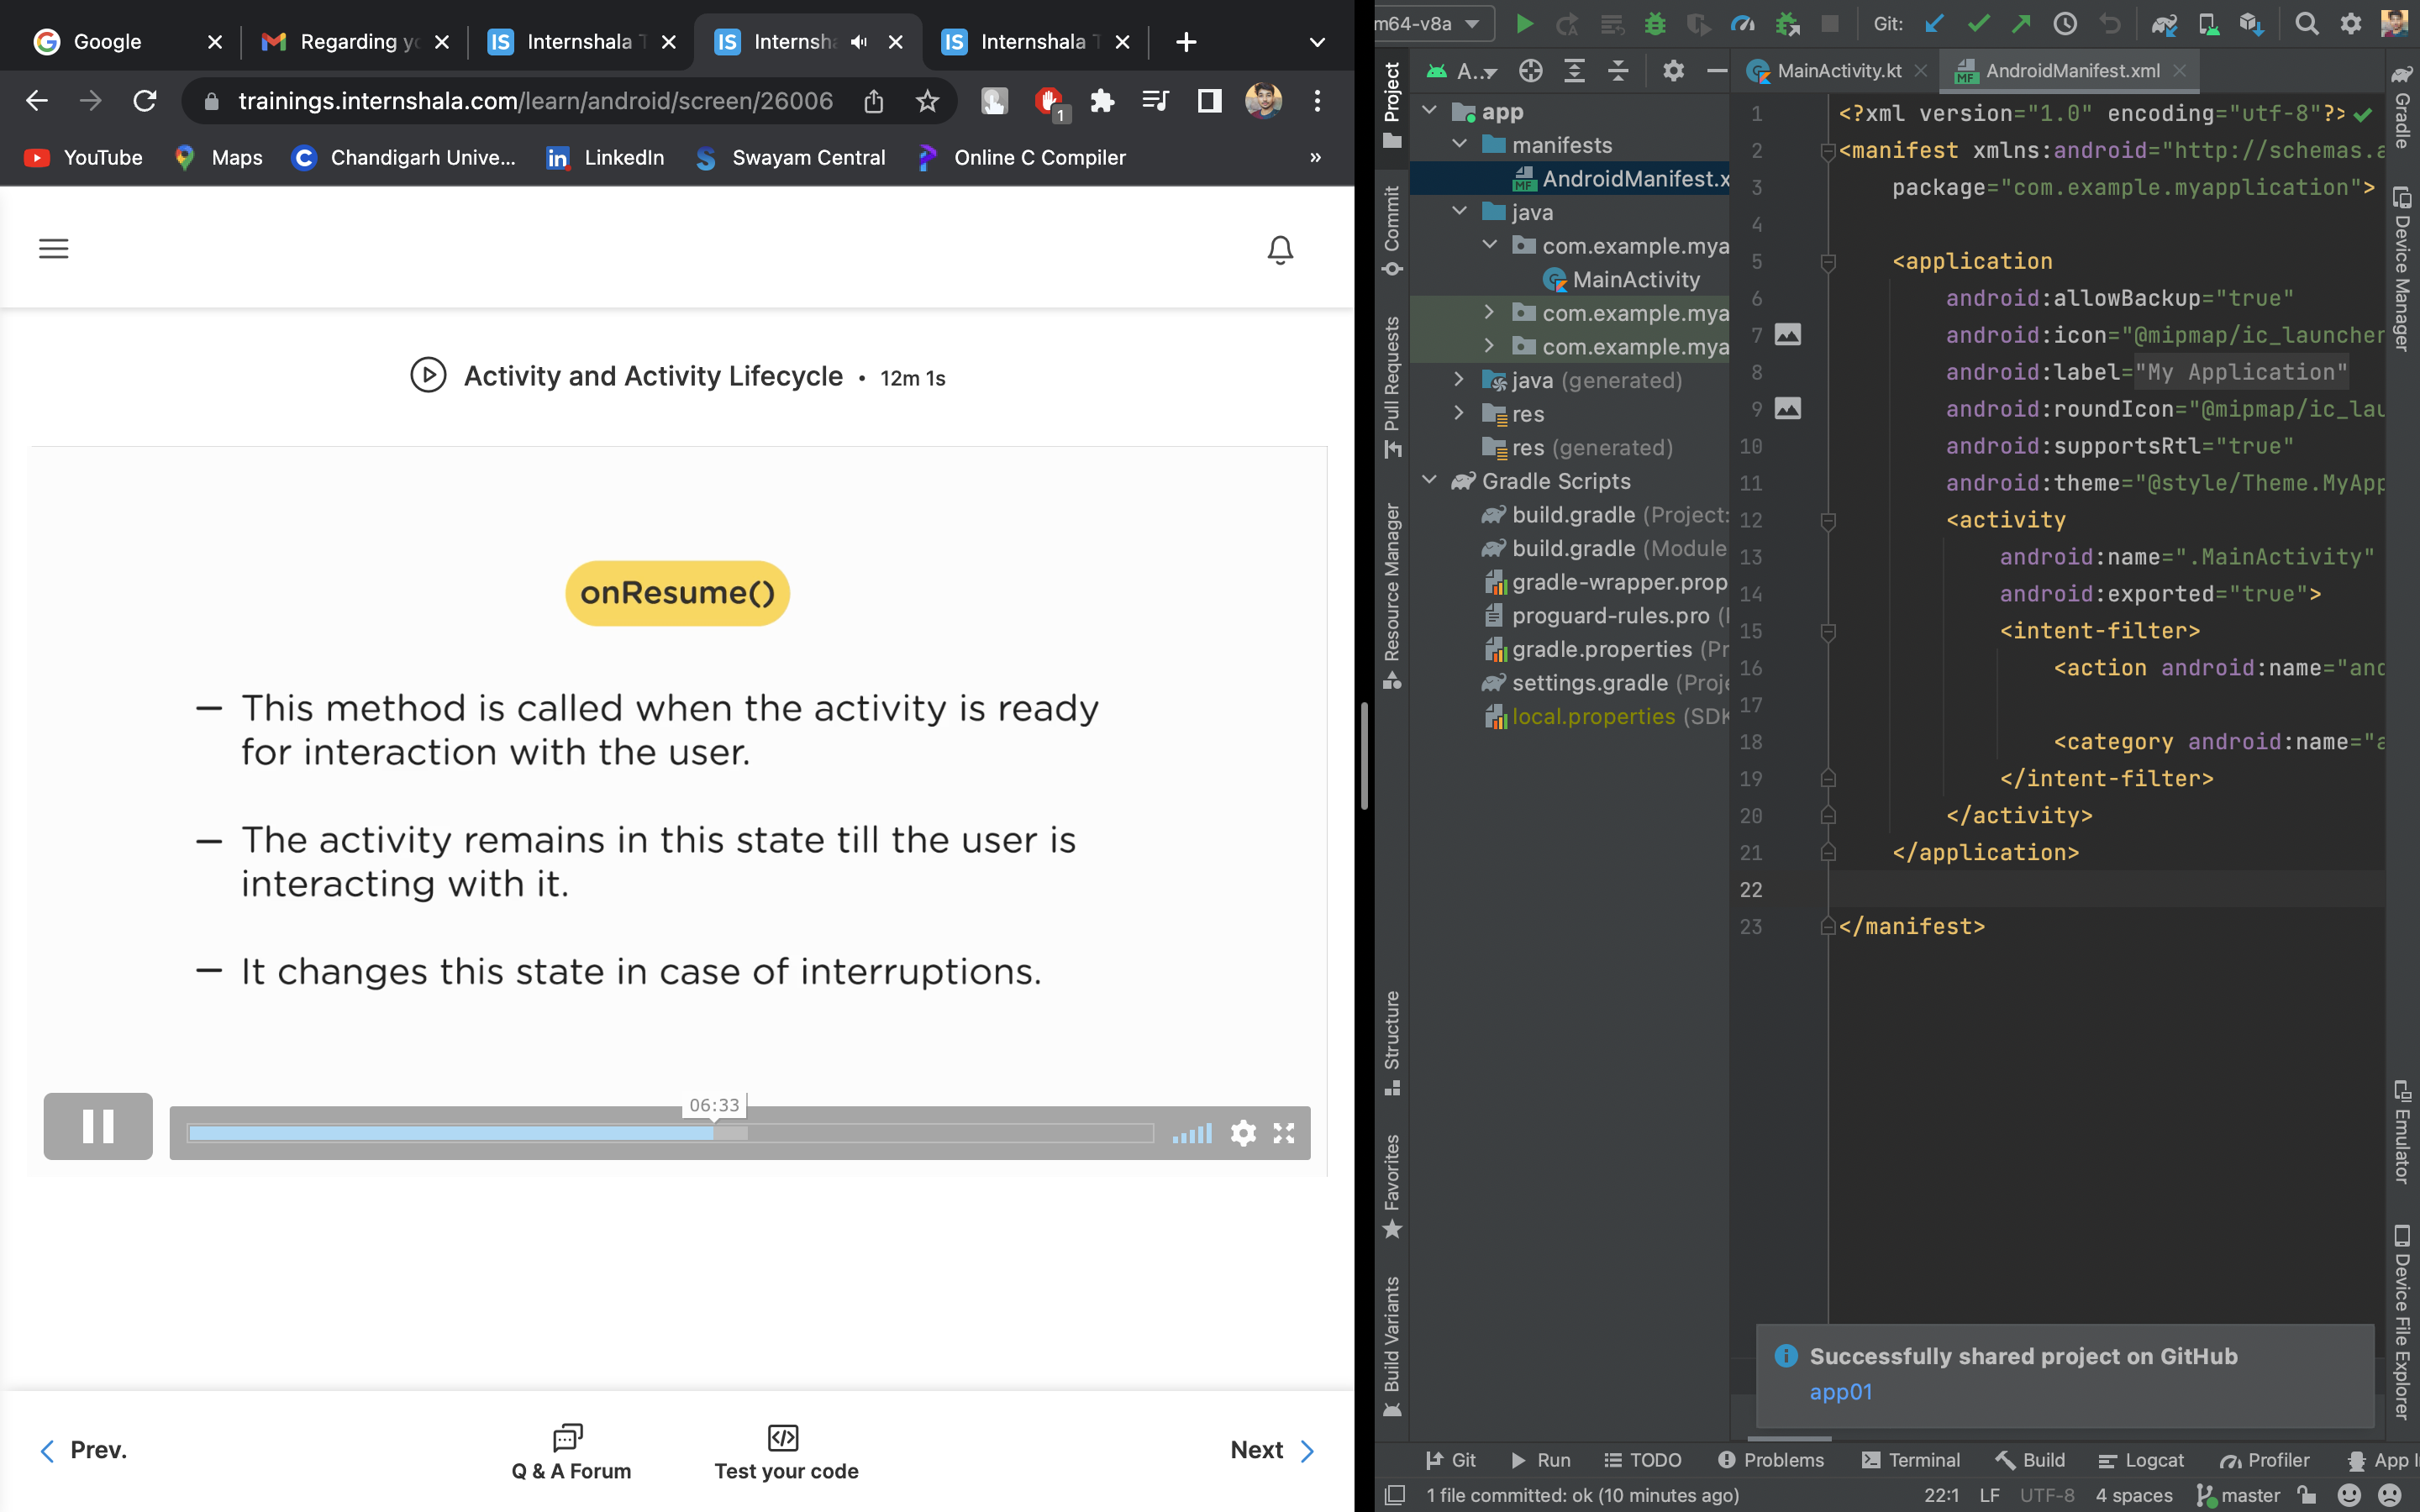 Google
Regarding yo
IS Internshala T
IS Internsha
IS Internshala T
trainings.internshala.com/learn/android/screen/26006
1
YouTube
Maps
Chandigarh Unive...
LinkedIn
Swayam Central
Online C Compiler
Activity and Activity Lifecycle • 12m 1s
onResume()
— This method is called when the activity is ready
for interaction with the user.
— The activity remains in this state till the user is
interacting with it.
— It changes this state in case of interruptions.
06:33
Prev.
Q & A Forum
Test your code
Next
m64-v8a
Git:
Project
Commit
Pull Requests
Resource Manager
Structure
Favorites
Build Variants
A...
app
manifests
AndroidManifest.x
java
com.example.mya
MainActivity
com.example.mya
com.example.mya
java (generated)
res
res (generated)
Gradle Scripts
build.gradle (Project:
build.gradle (Module
gradle-wrapper.prop
proguard-rules.pro
gradle.properties (Pr
settings.gradle (Proje
local.properties (SDK
MainActivity.kt
AndroidManifest.xml
1 <?xml version="1.0" encoding="utf-8"?>
2 <manifest xmlns:android="http://schemas.a
3 package="com.example.myapplication">
4
5 <application
6 android:allowBackup="true"
7 android:icon="@mipmap/ic_launcher
8 android:label="My Application"
9 android:roundIcon="@mipmap/ic_lau
10 android:supportsRtl="true"
11 android:theme="@style/Theme.MyApp
12 <activity
13 android:name=".MainActivity"
14 android:exported="true">
15 <intent-filter>
16 <action android:name="and
17
18 <category android:name="a
19 </intent-filter>
20 </activity>
21 </application>
22
23 </manifest>
Successfully shared project on GitHub
app01
Gradle
Device Manager
Emulator
Device File Explorer
Git
Run
TODO
Problems
Terminal
Build
Logcat
Profiler
App I
1 file committed: ok (10 minutes ago)
22:1 LF UTF-8 4 spaces master